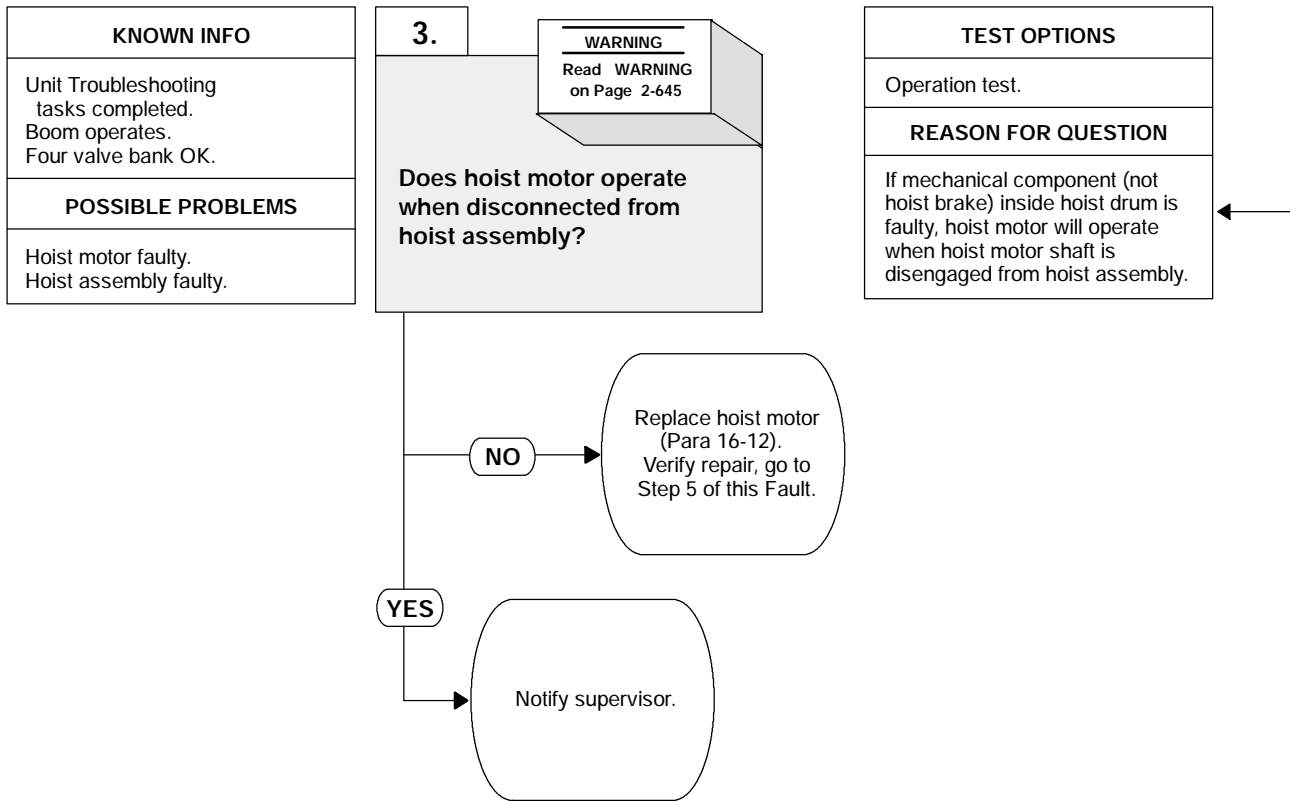 KNOWN INFO
Unit Troubleshooting
tasks completed.
Boom operates.
Four valve bank OK.
POSSIBLE PROBLEMS
Hoist motor faulty.
Hoist assembly faulty.
3.
WARNING
Read WARNING
on Page 2-645
Does hoist motor operate
when disconnected from
hoist assembly?
TEST OPTIONS
Operation test.
REASON FOR QUESTION
If mechanical component (not
hoist brake) inside hoist drum is
faulty, hoist motor will operate
when hoist motor shaft is
disengaged from hoist assembly.
NO
Replace hoist motor
(Para 16-12).
Verify repair, go to
Step 5 of this Fault.
YES
Notify supervisor.